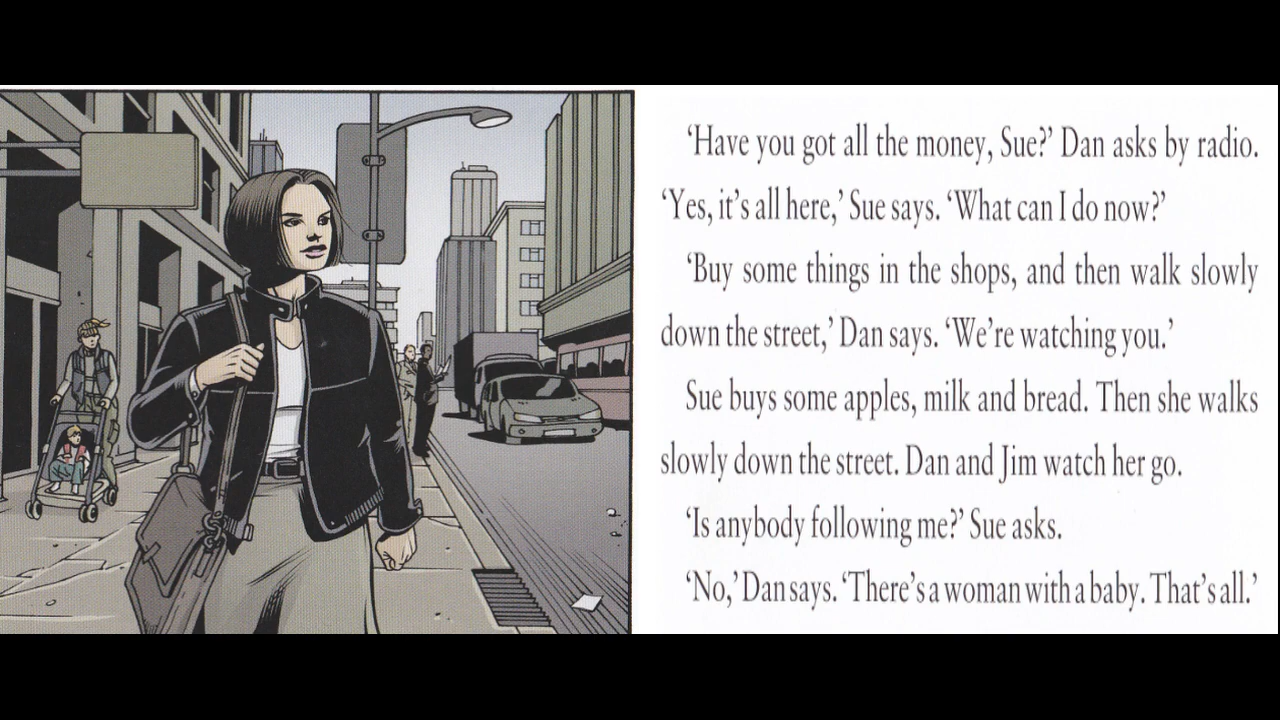 ‘Have you got all the money, Sue?’ Dan asks by radio.
‘Yes, it’s all here,’ Sue says. ‘What can I do now?’
‘Buy some things in the shops, and then walk slowly
down the street,’ Dan says. ‘We’re watching you.’
Sue buys some apples, milk and bread. Then she walks
slowly down the street. Dan and Jim watch her go.
‘Is anybody following me?’ Sue asks.
‘No,’ Dan says. ‘There’s a woman with a baby. That’s all.’